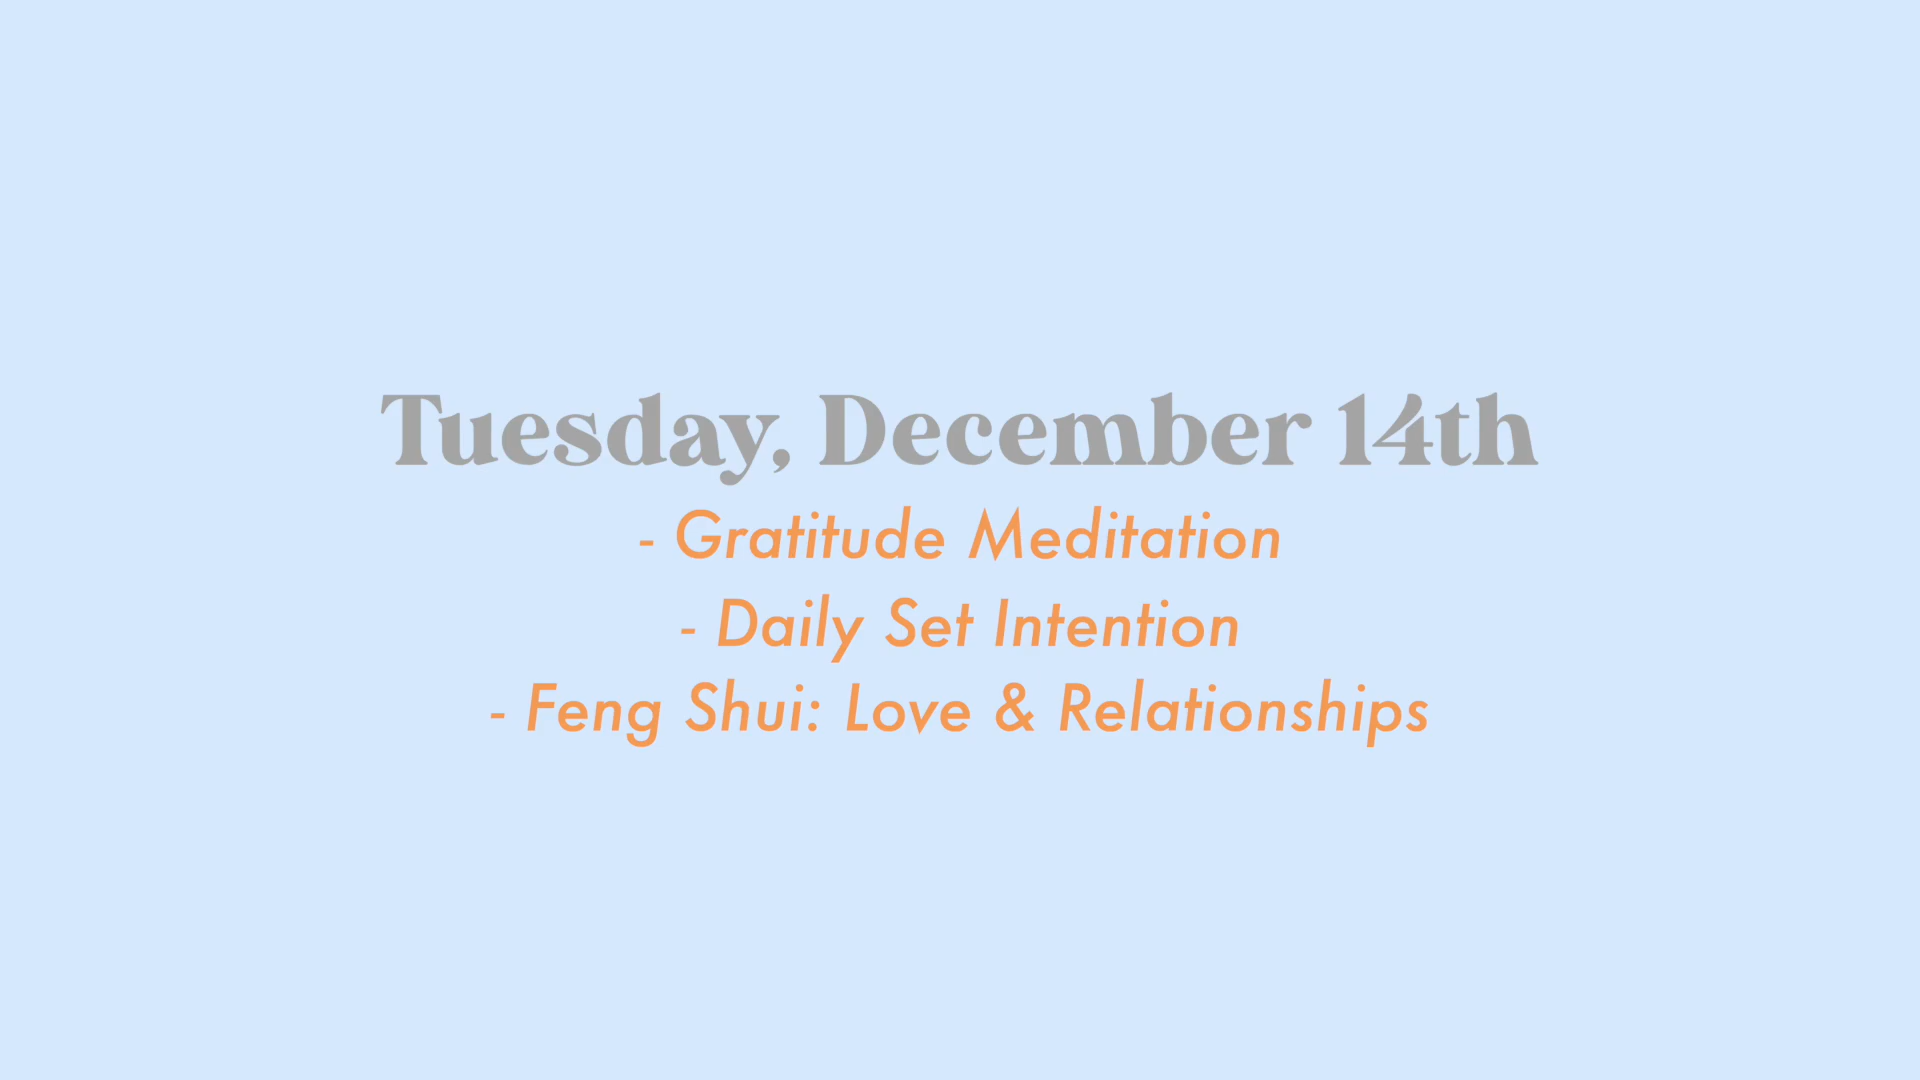 Tuesday, December 14th
- Gratitude Meditation
- Daily Set Intention
- Feng Shui: Love & Relationships